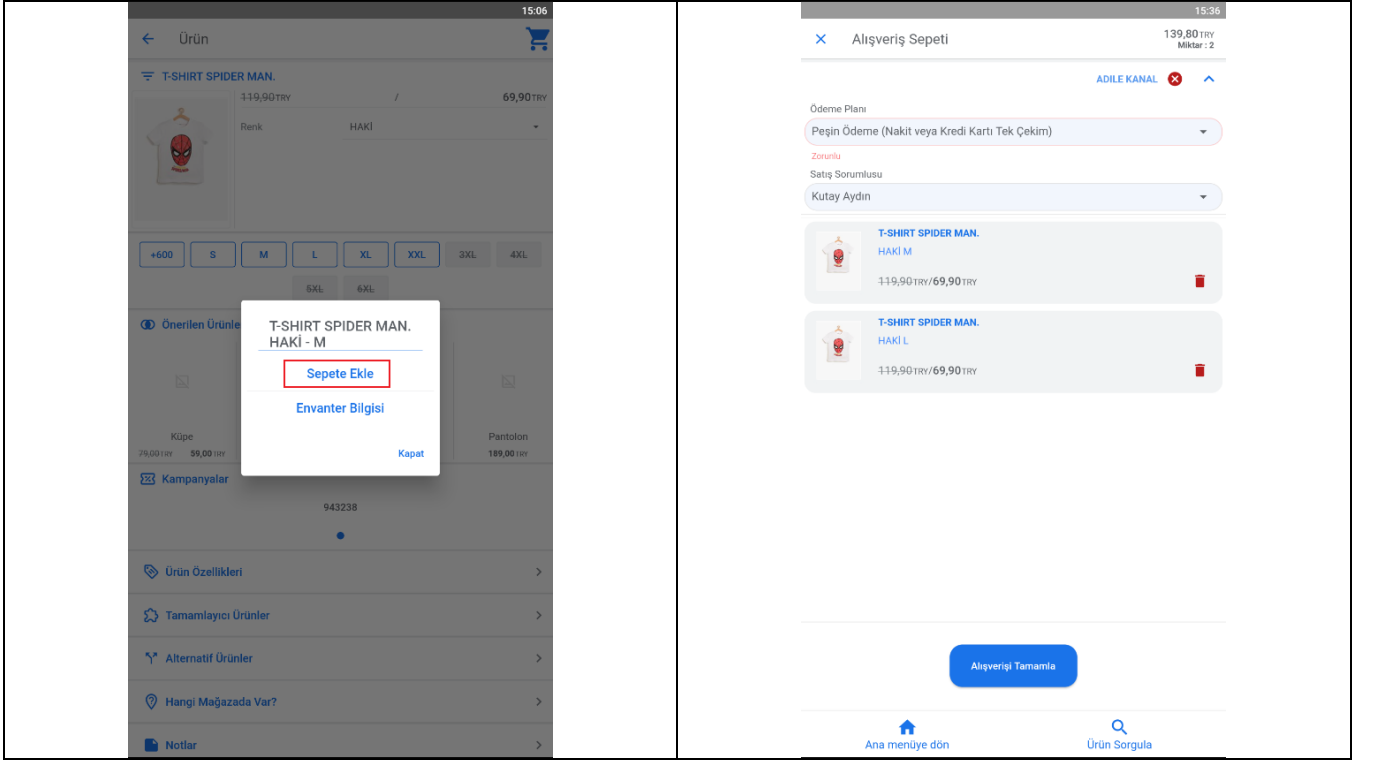 15:06
Ürün
T-SHIRT SPIDER MAN.
119,90TRY / 69,90TRY
Renk HAKİ
+600 S M L XL XXL 3XL 4XL
5XL 6XL
Önerilen Ürünle
T-SHIRT SPIDER MAN.
HAKİ - M
Sepete Ekle
Envanter Bilgisi
Kapat
Küpe
79,00TRY 59,00TRY
Pantolon
189,00TRY
Kampanyalar
943238
Ürün Özellikleri
Tamamlayıcı Ürünler
Alternatif Ürünler
Hangi Mağazada Var?
Notlar
15:36
Alışveriş Sepeti
139,80TRY
Miktar : 2
ADILE KANAL
Ödeme Planı
Peşin Ödeme (Nakit veya Kredi Kartı Tek Çekim)
Zorunlu
Satış Sorumlusu
Kutay Aydın
T-SHIRT SPIDER MAN.
HAKİ M
119,90TRY/69,90TRY
T-SHIRT SPIDER MAN.
HAKİ L
119,90TRY/69,90TRY
Alışverişi Tamamla
Ana menüye dön
Ürün Sorgula